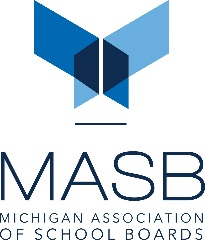 MASB
MICHIGAN ASSOCIATION
OF SCHOOL BOARDS